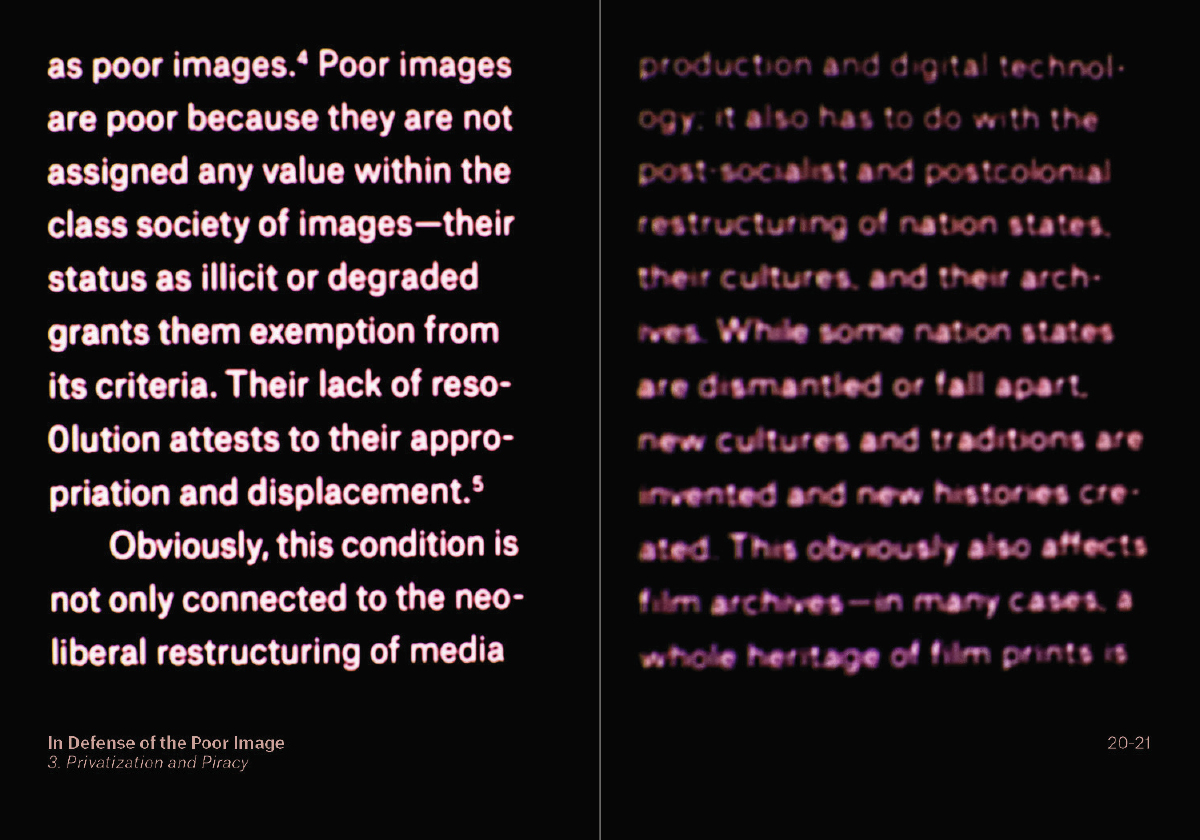 as poor images.⁴ Poor images
are poor because they are not
assigned any value within the
class society of images—their
status as illicit or degraded
grants them exemption from
its criteria. Their lack of reso-
0lution attests to their appro-
priation and displacement.⁵
Obviously, this condition is
not only connected to the neo-
liberal restructuring of media
production and digital technol-
ogy; it also has to do with the
post-socialist and postcolonial
restructuring of nation states,
their cultures, and their arch-
ives. While some nation states
are dismantled or fall apart,
new cultures and traditions are
invented and new histories cre-
ated. This obviously also affects
film archives—in many cases, a
whole heritage of film prints is
In Defense of the Poor Image
3. Privatization and Piracy
20-21